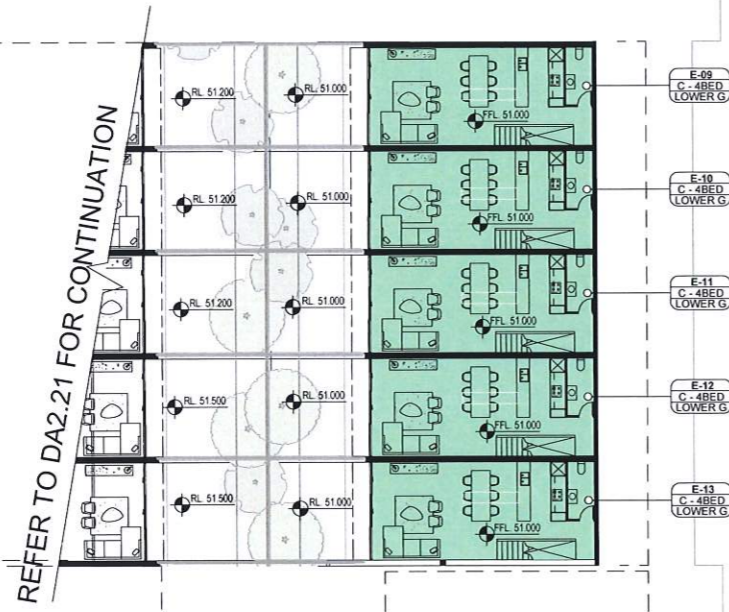 REFER TO DA2.21 FOR CONTINUATION
RL 51.200
RL 51.000
FFL 51.000
E-09
C - 4BED
LOWER G
RL 51.200
RL 51.000
FFL 51.000
E-10
C - 4BED
LOWER G
RL 51.200
RL 51.000
FFL 51.000
E-11
C - 4BED
LOWER G
RL 51.500
RL 51.000
FFL 51.000
E-12
C - 4BED
LOWER G
RL 51.500
RL 51.000
FFL 51.000
E-13
C - 4BED
LOWER G